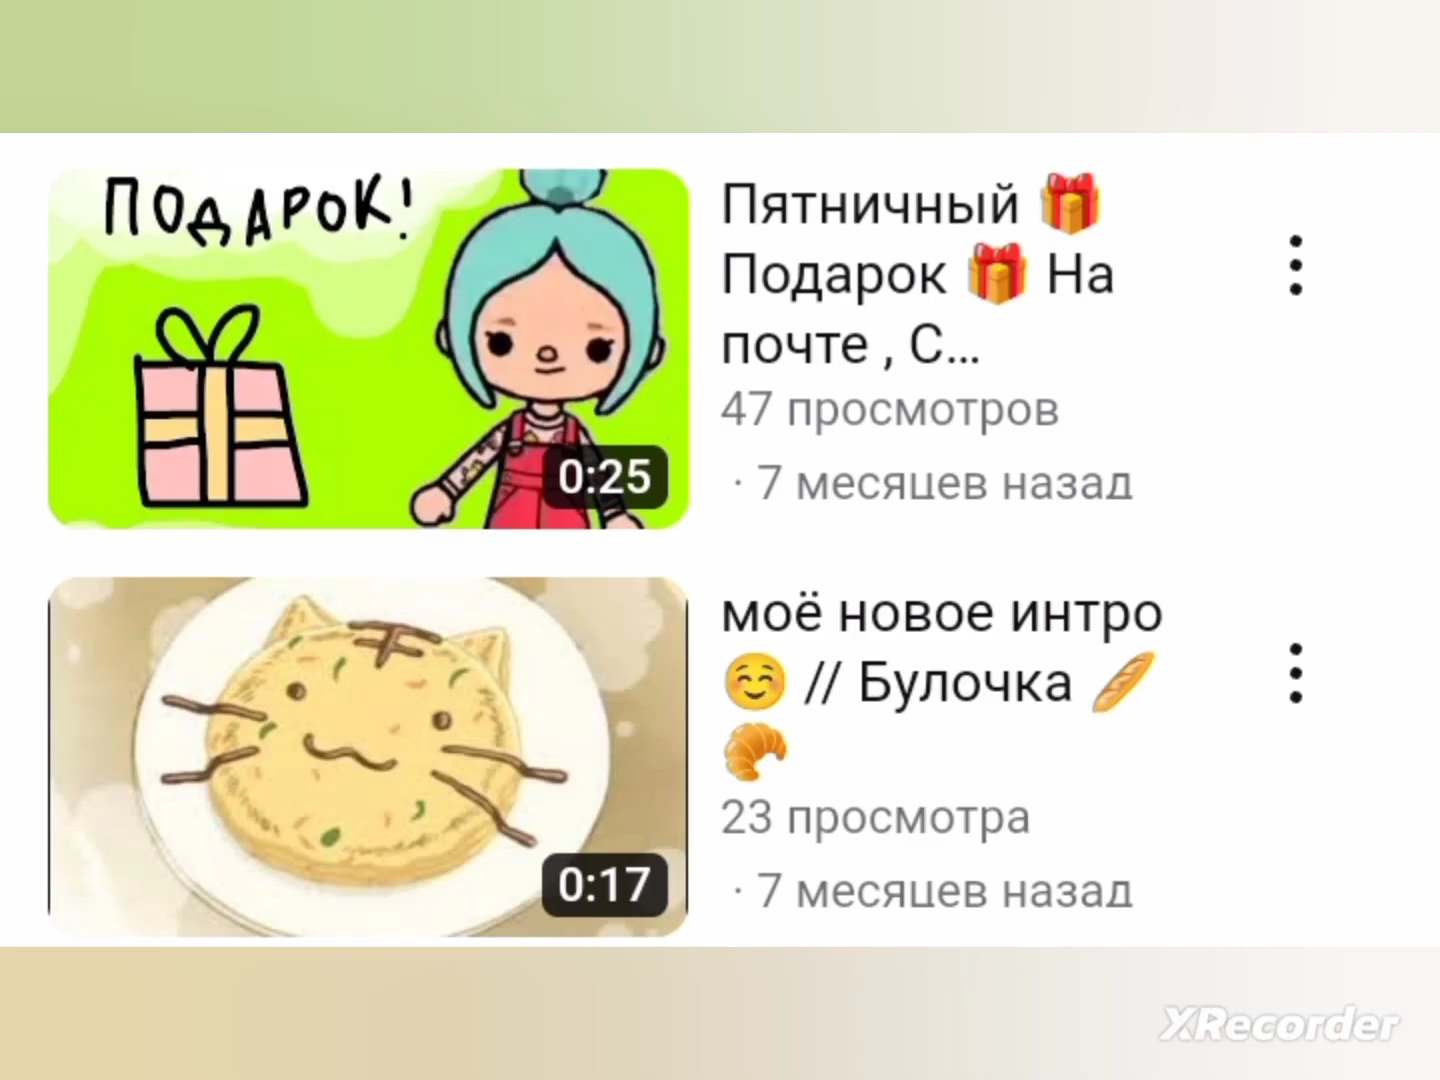 ПОДАРОК!
0:25
Пятничный 🎁
Подарок 🎁 На
почте , С...
47 просмотров
· 7 месяцев назад
0:17
моё новое интро
☺️ // Булочка 🥖
🥐
23 просмотра
· 7 месяцев назад
XRecorder